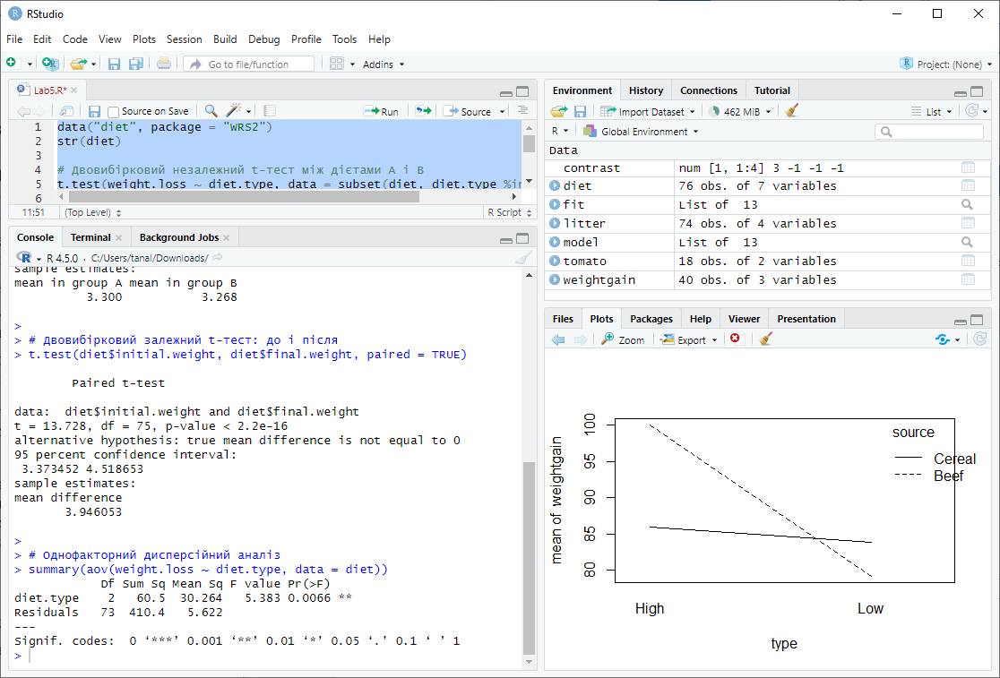 RStudio
File Edit Code View Plots Session Build Debug Profile Tools Help
Go to file/function Addins Project: (None)
Lab5.R*
Source on Save Run Source
1 data("diet", package = "WRS2")
2 str(diet)
3
4 # Двовибірковий незалежний t-тест між дієтами A і B
5 t.test(weight.loss ~ diet.type, data = subset(diet, diet.type %in
6
11:51 (Top Level) R Script
Console Terminal Background Jobs
R 4.5.0 · C:/Users/tanal/Downloads/
sample estimates:
mean in group A mean in group B
3.300 3.268
>
> # Двовибірковий залежний t-тест: до і після
> t.test(diet$initial.weight, diet$final.weight, paired = TRUE)
Paired t-test
data: diet$initial.weight and diet$final.weight
t = 13.728, df = 75, p-value < 2.2e-16
alternative hypothesis: true mean difference is not equal to 0
95 percent confidence interval:
3.373452 4.518653
sample estimates:
mean difference
3.946053
>
> # Однофакторний дисперсійний аналіз
> summary(aov(weight.loss ~ diet.type, data = diet))
Df Sum Sq Mean Sq F value Pr(>F)
diet.type 2 60.5 30.264 5.383 0.0066 **
Residuals 73 410.4 5.622
---
Signif. codes: 0 ‘***’ 0.001 ‘**’ 0.01 ‘*’ 0.05 ‘.’ 0.1 ‘ ’ 1
>
Environment History Connections Tutorial
Import Dataset 462 MiB List
R Global Environment
Data
contrast num [1, 1:4] 3 -1 -1 -1
diet 76 obs. of 7 variables
fit List of 13
litter 74 obs. of 4 variables
model List of 13
tomato 18 obs. of 2 variables
weightgain 40 obs. of 3 variables
Files Plots Packages Help Viewer Presentation
Zoom Export
mean of weightgain
100
95
90
85
80
source
Cereal
Beef
High Low
type